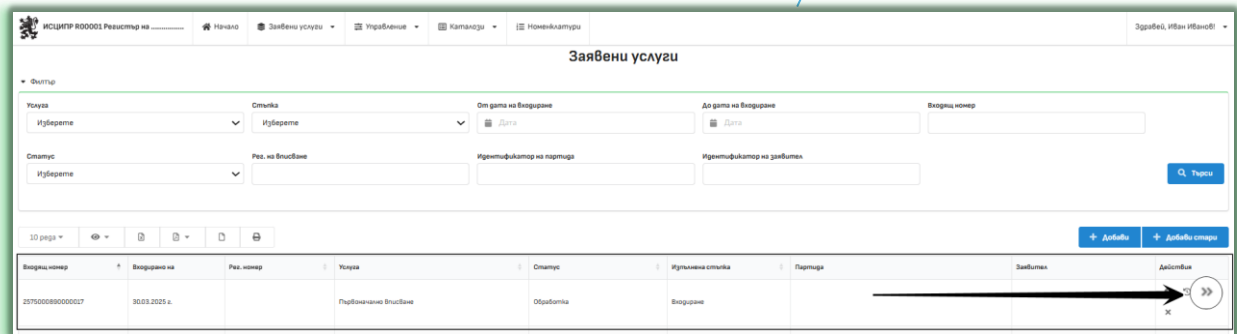 ИСЦИПР R00001 Регистър на ................ Начало Заявени услуги Управление Каталози Номенклатури Здравей, Иван Иванов!
Заявени услуги
Филтър
Услуга Стъпка От дата на входиране До дата на входиране Входящ номер
Изберете Изберете Дата Дата
Статус Рег. на вписване Идентификатор на партида Идентификатор на заявител
Изберете Търси
10 реда Добави Добави стари
Входящ номер Входирано на Рег. номер Услуга Статус Изпълнена стъпка Партида Заявител Действия
2575000890000017 30.03.2025 г. Първоначално вписване Обработка Входиране